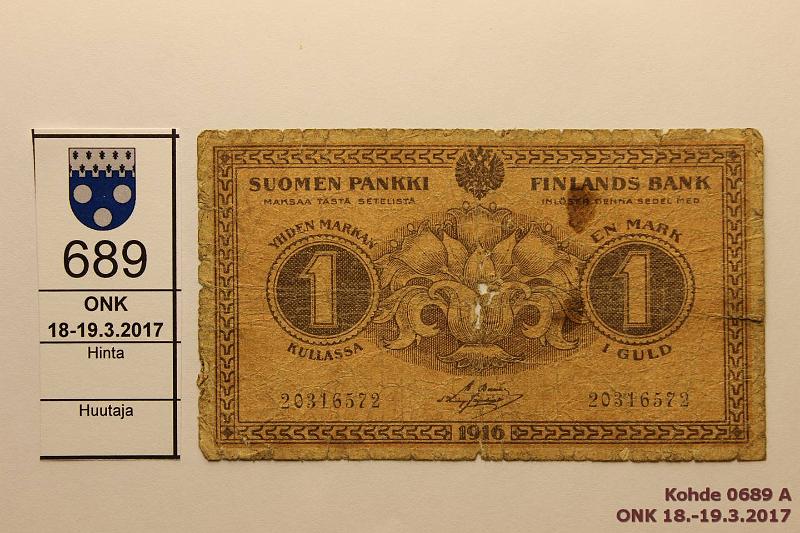 689
ONK
18-19.3.2017
Hinta
Huutaja
SUOMEN PANKKI
FINLANDS BANK
MAKSAA TÄSTÄ SETELISTÄ
INLÖSER DENNA SEDEL MED
YHDEN MARKAN
EN MARK
1
1
KULLASSA
I GULD
20316572
20316572
1916
Kohde 0689 A
ONK 18.-19.3.2017